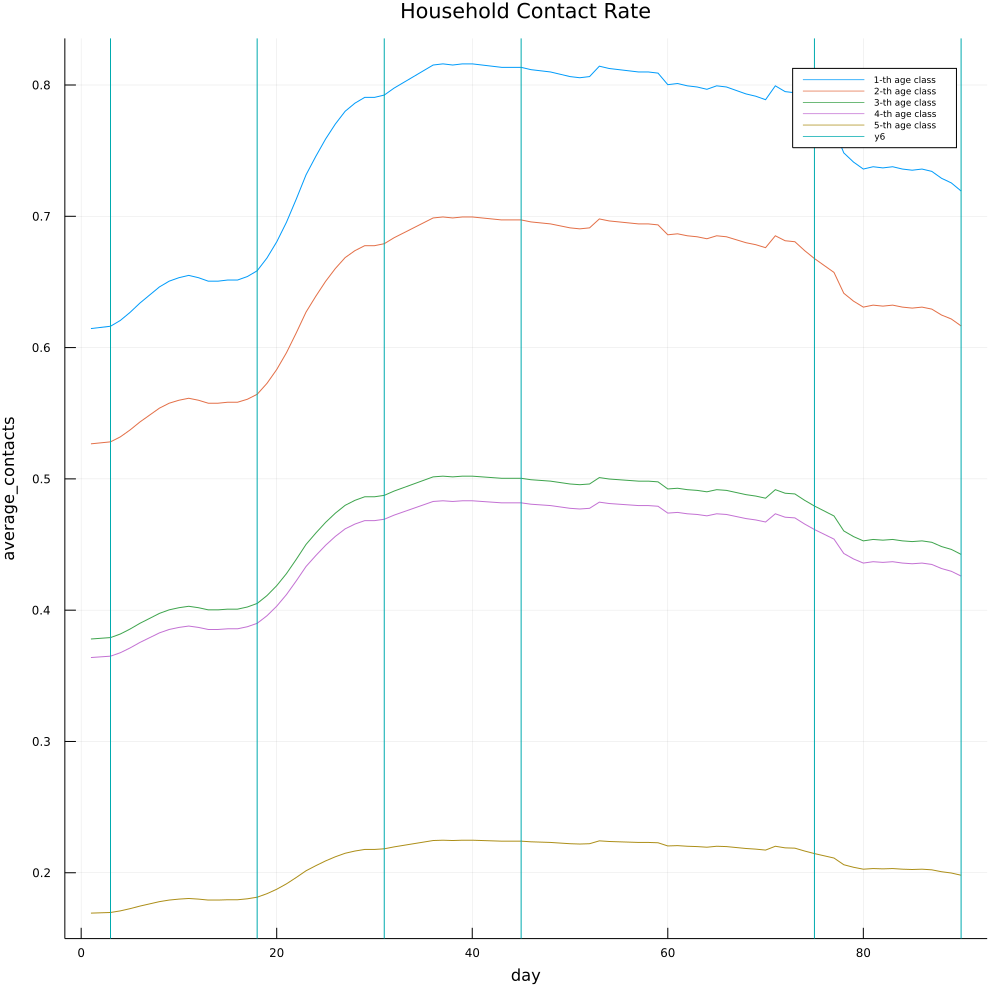 Household Contact Rate
average_contacts
0.8
0.7
0.6
0.5
0.4
0.3
0.2
1-th age class
2-th age class
3-th age class
4-th age class
5-th age class
y6
0 20 40 60 80
day